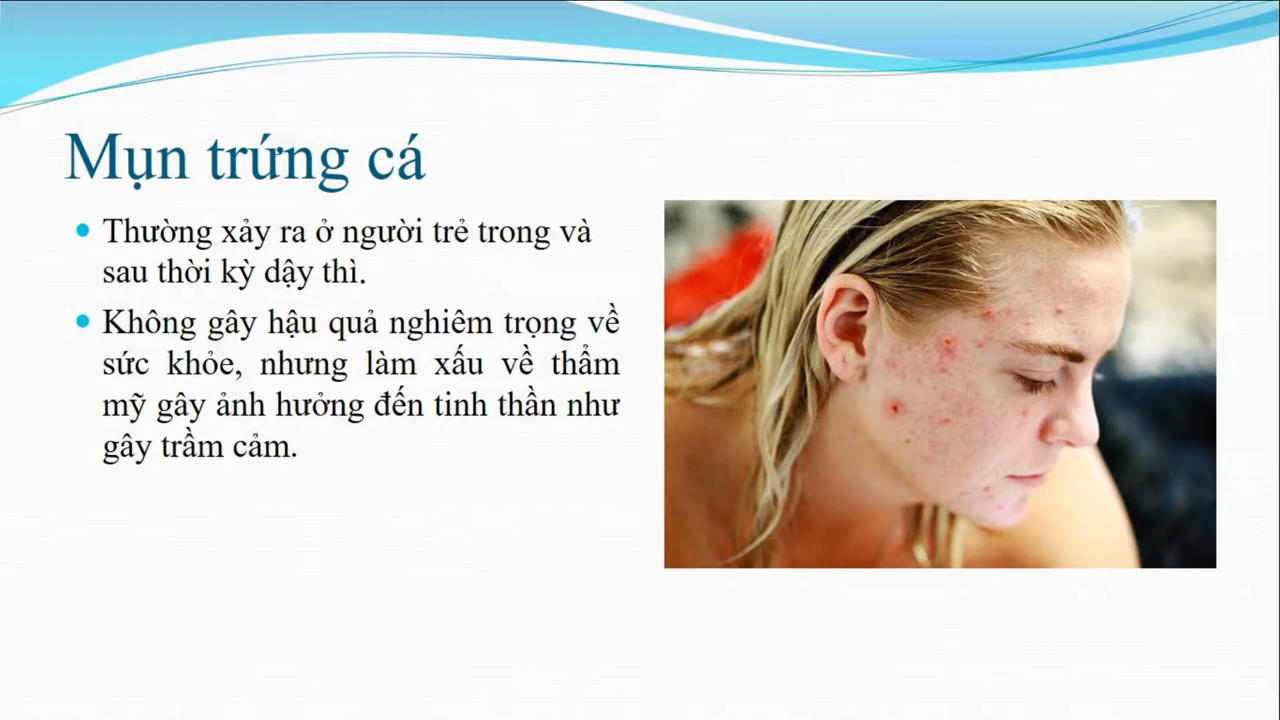 Mụn trứng cá
Thường xảy ra ở người trẻ trong và
sau thời kỳ dậy thì.
Không gây hậu quả nghiêm trọng về
sức khỏe, nhưng làm xấu về thẩm
mỹ gây ảnh hưởng đến tinh thần như
gây trầm cảm.